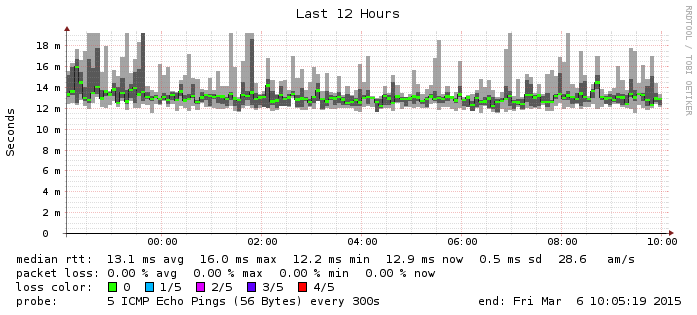 Last 12 Hours
RRDTOOL / TOBI OETIKER
Seconds
18 m
16 m
14 m
12 m
10 m
8 m
6 m
4 m
2 m
0
00:00 02:00 04:00 06:00 08:00 10:00
median rtt: 13.1 ms avg 16.0 ms max 12.2 ms min 12.9 ms now 0.5 ms sd 28.6 am/s
packet loss: 0.00 % avg 0.00 % max 0.00 % min 0.00 % now
loss color: 0 1/5 2/5 3/5 4/5
probe: 5 ICMP Echo Pings (56 Bytes) every 300s end: Fri Mar 6 10:05:19 2015